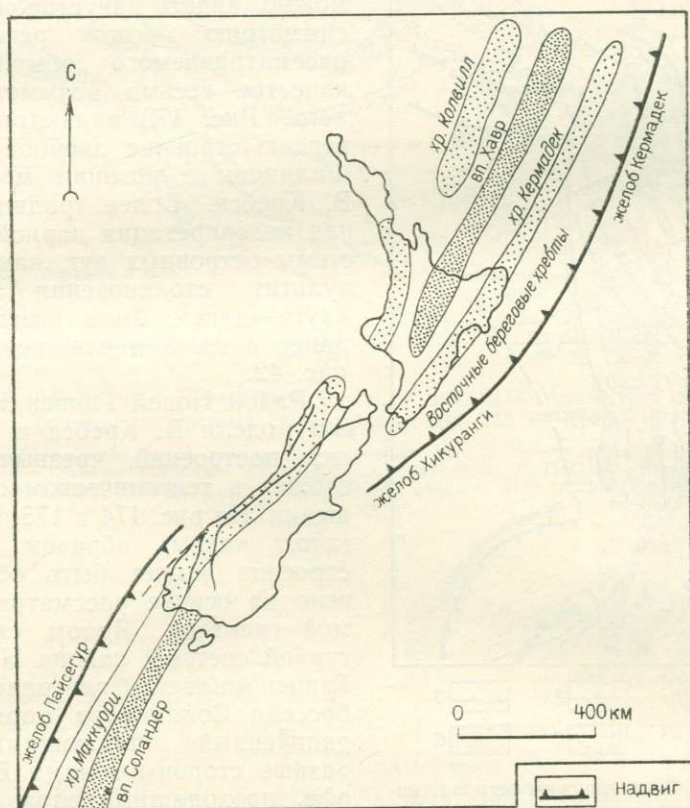 С
хр. Колвилл
вп. Хавр
хр. Кермадек
желоб Кермадек
Восточные береговые хребты
желоб Хикуранги
желоб Пайсегур
хр. Маккуори
вп. Соландер
0 400 км
Надвиг